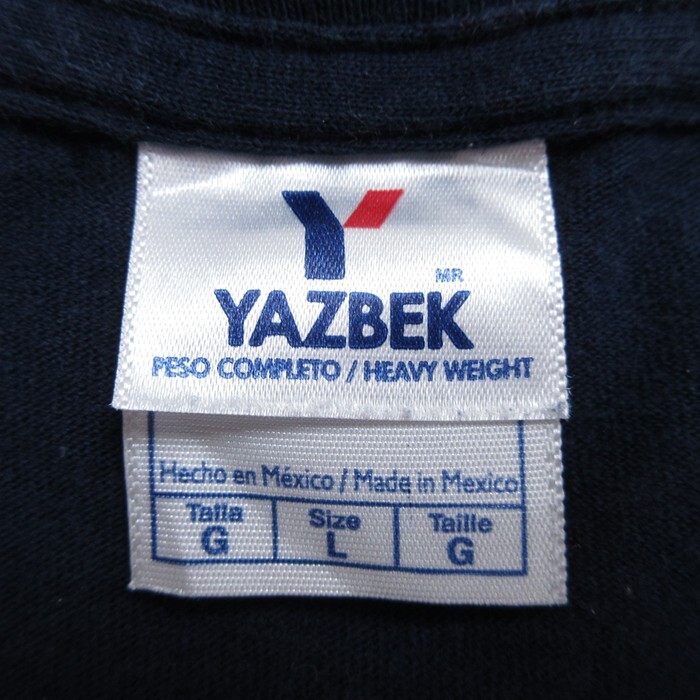 Y
MR
YAZBEK
PESO COMPLETO / HEAVY WEIGHT
Hecho en México / Made in Mexico
Talla Size Taille
G L G